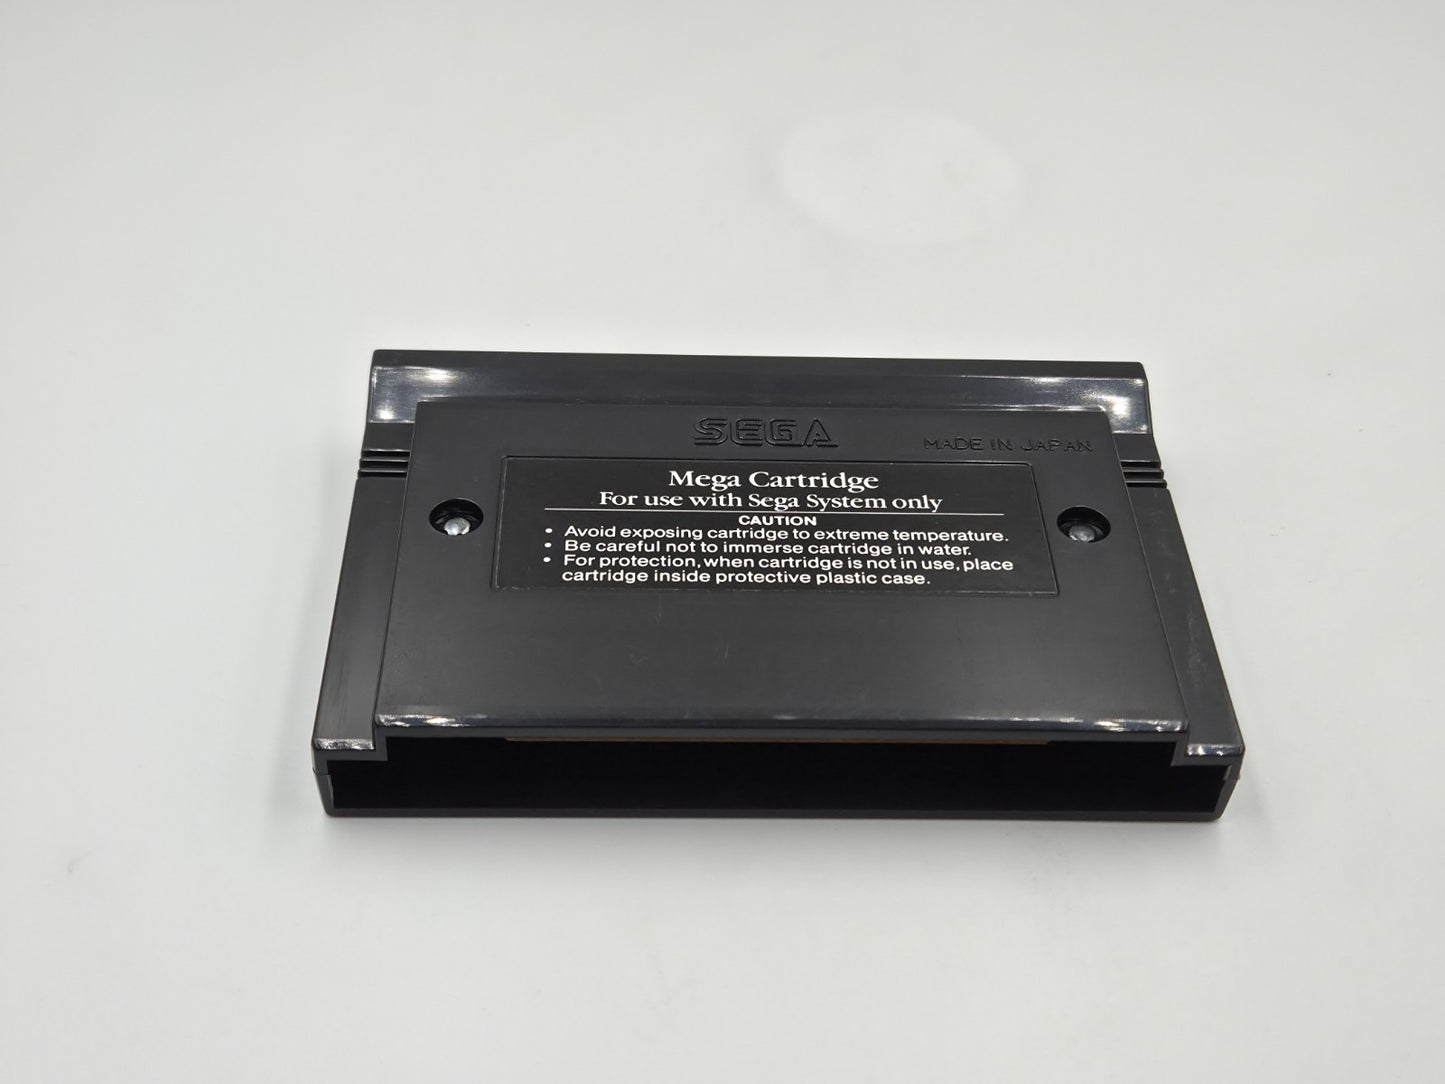 SEGA
MADE IN JAPAN
Mega Cartridge
For use with Sega System only
CAUTION
• Avoid exposing cartridge to extreme temperature.
• Be careful not to immerse cartridge in water.
• For protection, when cartridge is not in use, place
cartridge inside protective plastic case.